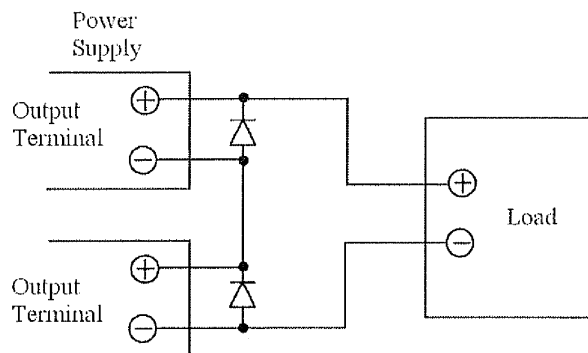 Power
Supply
Output
Terminal
+
−
Load
+
−
Output
Terminal
+
−